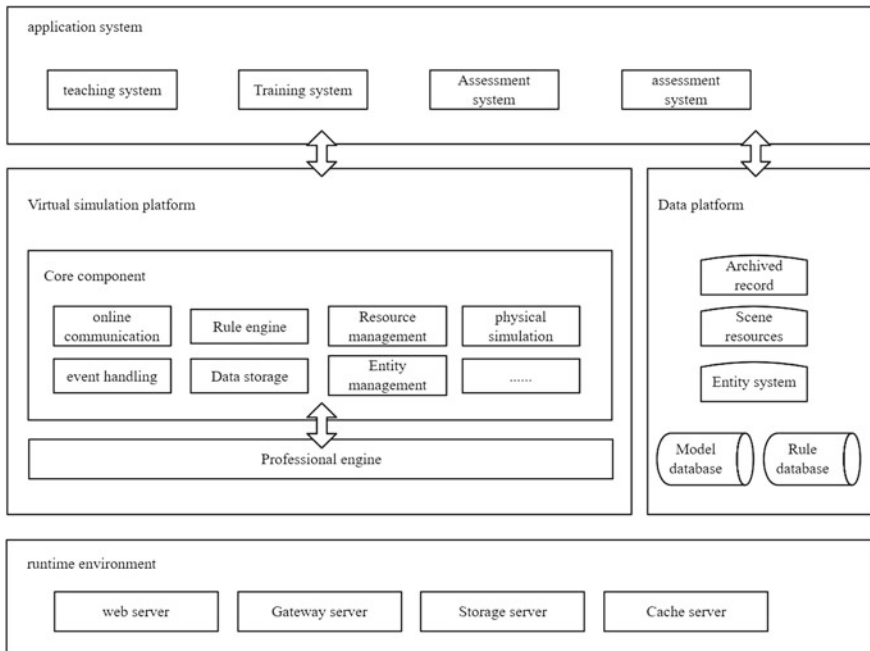 application system
teaching system
Training system
Assessment
system
assessment
system
Virtual simulation platform
Core component
online
communication
Rule engine
Resource
management
physical
simulation
event handling
Data storage
Entity
management
......
Professional engine
Data platform
Archived
record
Scene
resources
Entity system
Model
database
Rule
database
runtime environment
web server
Gateway server
Storage server
Cache server